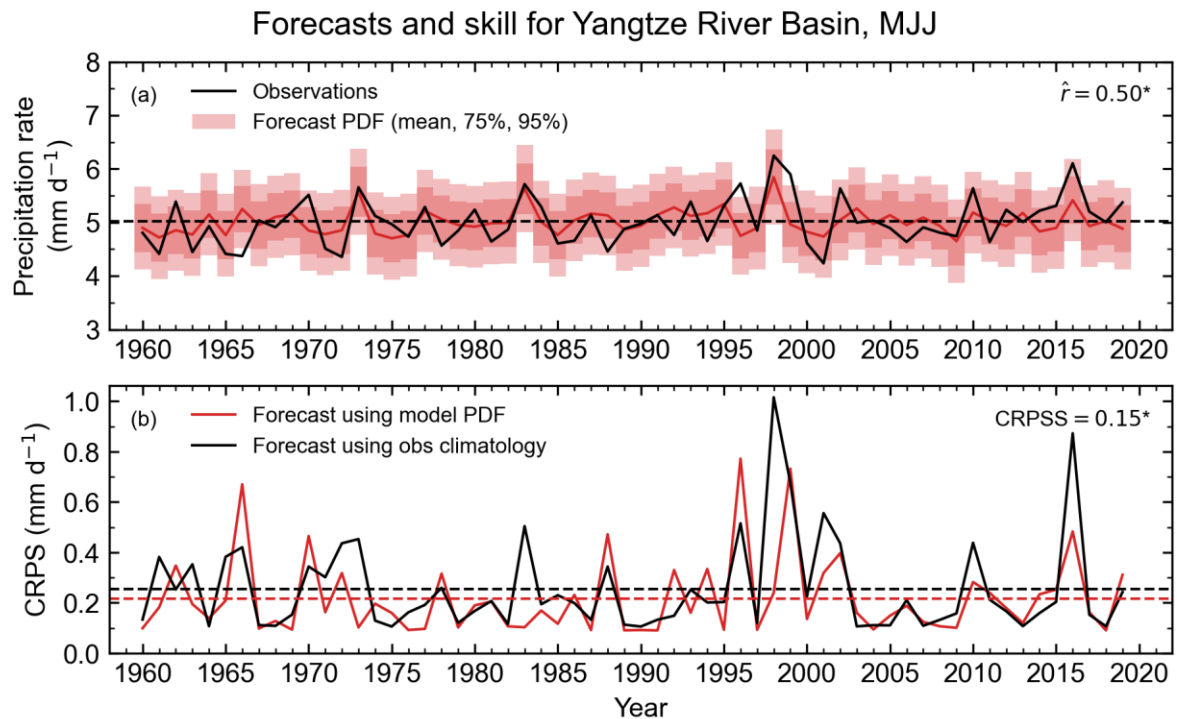 Forecasts and skill for Yangtze River Basin, MJJ
8
7
6
5
4
3
Precipitation rate
(mm d⁻¹)
(a)
Observations
Forecast PDF (mean, 75%, 95%)
r̂ = 0.50*
1960 1965 1970 1975 1980 1985 1990 1995 2000 2005 2010 2015 2020
1.0
0.8
0.6
0.4
0.2
0.0
CRPS (mm d⁻¹)
(b)
Forecast using model PDF
Forecast using obs climatology
CRPSS = 0.15*
1960 1965 1970 1975 1980 1985 1990 1995 2000 2005 2010 2015 2020
Year